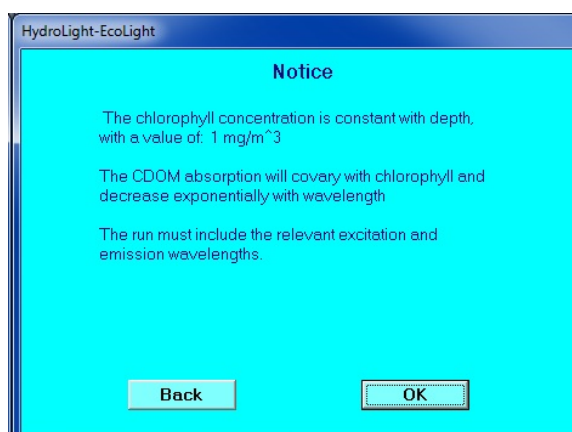 HydroLight-EcoLight
Notice
The chlorophyll concentration is constant with depth,
with a value of: 1 mg/m^3
The CDOM absorption will covary with chlorophyll and
decrease exponentially with wavelength
The run must include the relevant excitation and
emission wavelengths.
Back
OK